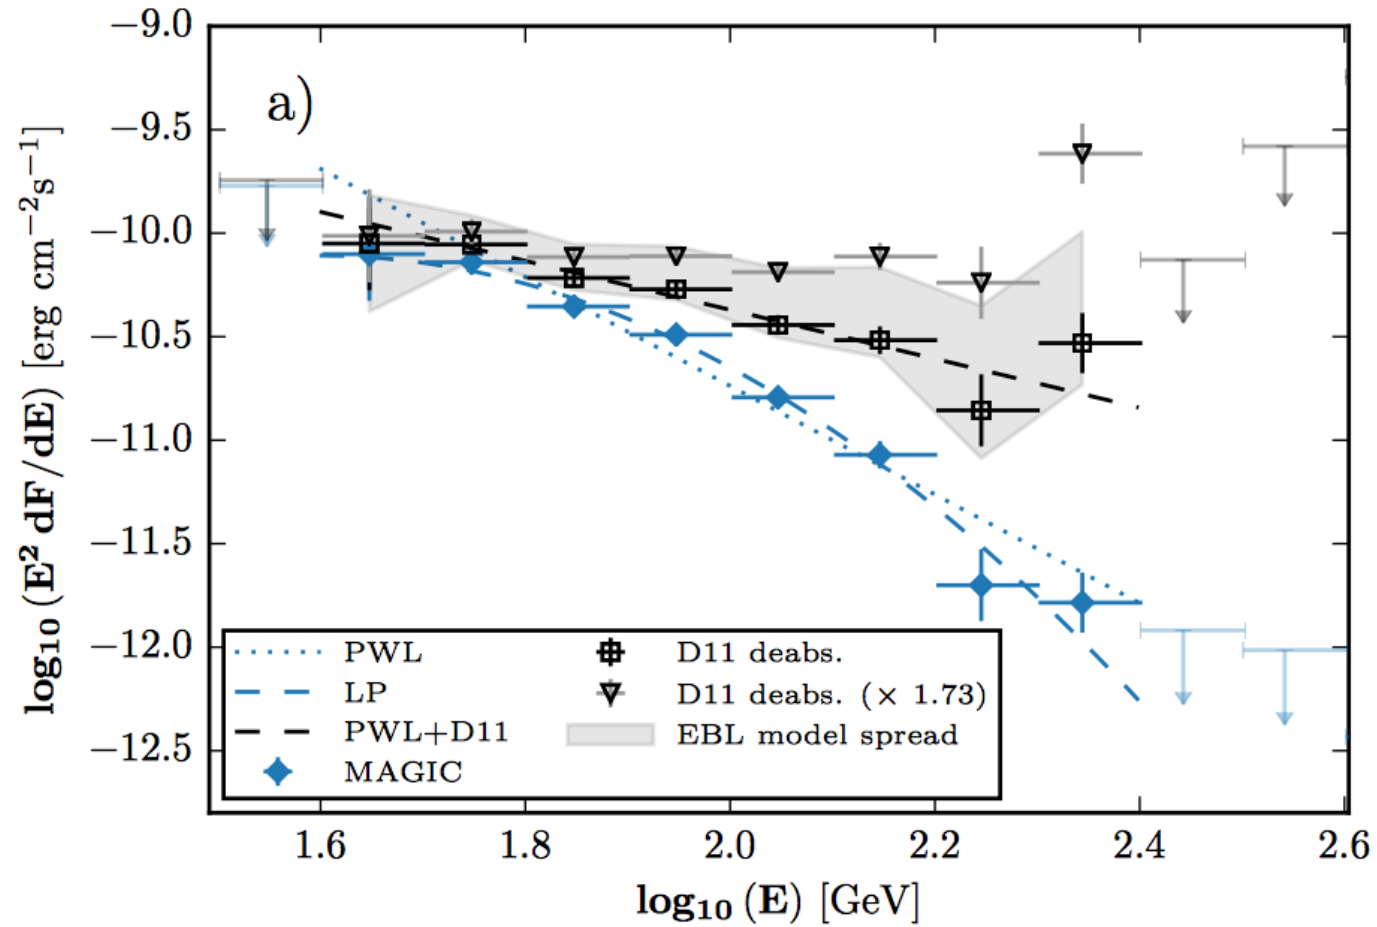 −9.0
−9.5
−10.0
−10.5
−11.0
−11.5
−12.0
−12.5
log₁₀ (E² dF/dE) [erg cm⁻²s⁻¹]
a)
PWL
LP
PWL+D11
MAGIC
D11 deabs.
D11 deabs. (× 1.73)
EBL model spread
1.6 1.8 2.0 2.2 2.4 2.6
log₁₀ (E) [GeV]